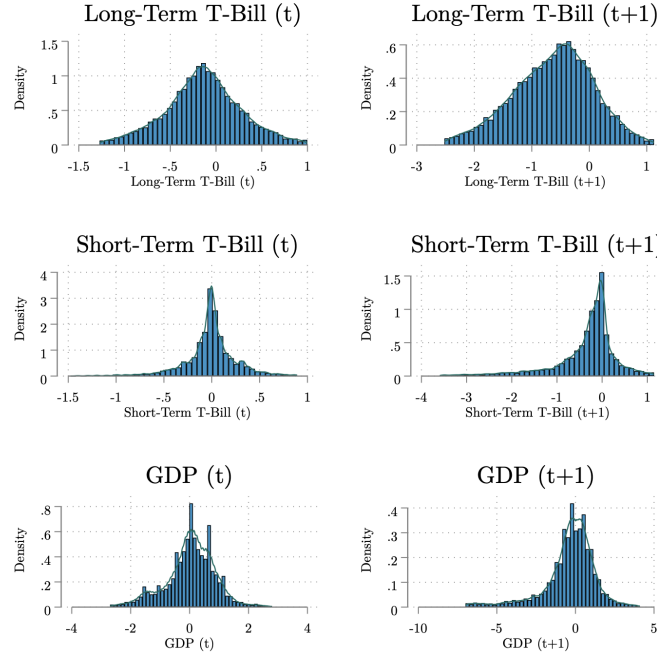 Long-Term T-Bill (t)
1.5
1
.5
0
Density
-1.5 -1 -.5 0 .5 1
Long-Term T-Bill (t)
Long-Term T-Bill (t+1)
.6
.4
.2
0
Density
-3 -2 -1 0 1
Long-Term T-Bill (t+1)
Short-Term T-Bill (t)
4
3
2
1
0
Density
-1.5 -1 -.5 0 .5 1
Short-Term T-Bill (t)
Short-Term T-Bill (t+1)
1.5
1
.5
0
Density
-4 -3 -2 -1 0 1
Short-Term T-Bill (t+1)
GDP (t)
.8
.6
.4
.2
0
Density
-4 -2 0 2 4
GDP (t)
GDP (t+1)
.4
.3
.2
.1
0
Density
-10 -5 0 5
GDP (t+1)